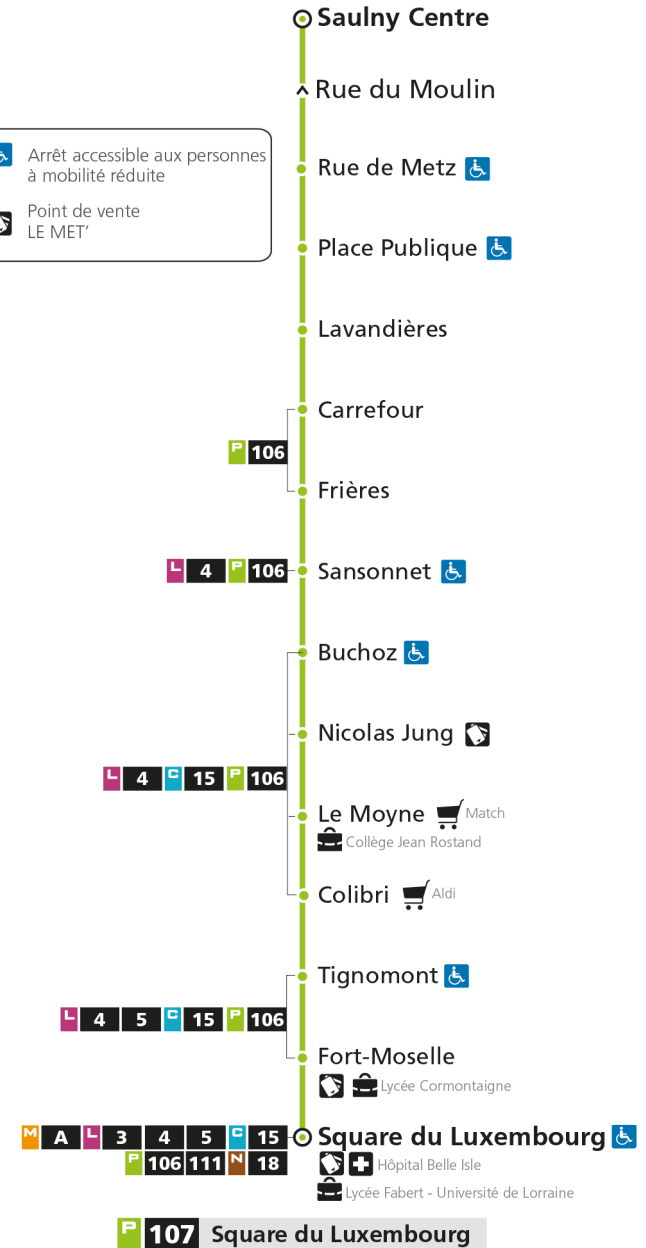 Saulny Centre
Rue du Moulin
Arrêt accessible aux personnes
à mobilité réduite
Point de vente
LE MET’
Rue de Metz
Place Publique
Lavandières
Carrefour
P 106
Frières
L 4 P 106 Sansonnet
Buchoz
Nicolas Jung
L 4 C 15 P 106
Le Moyne Match
Collège Jean Rostand
Colibri Aldi
Tignomont
L 4 5 C 15 P 106
Fort-Moselle
Lycée Cormontaigne
M A L 3 4 5 C 15 Square du Luxembourg
P 106 111 N 18 Hôpital Belle Isle
Lycée Fabert - Université de Lorraine
P 107 Square du Luxembourg